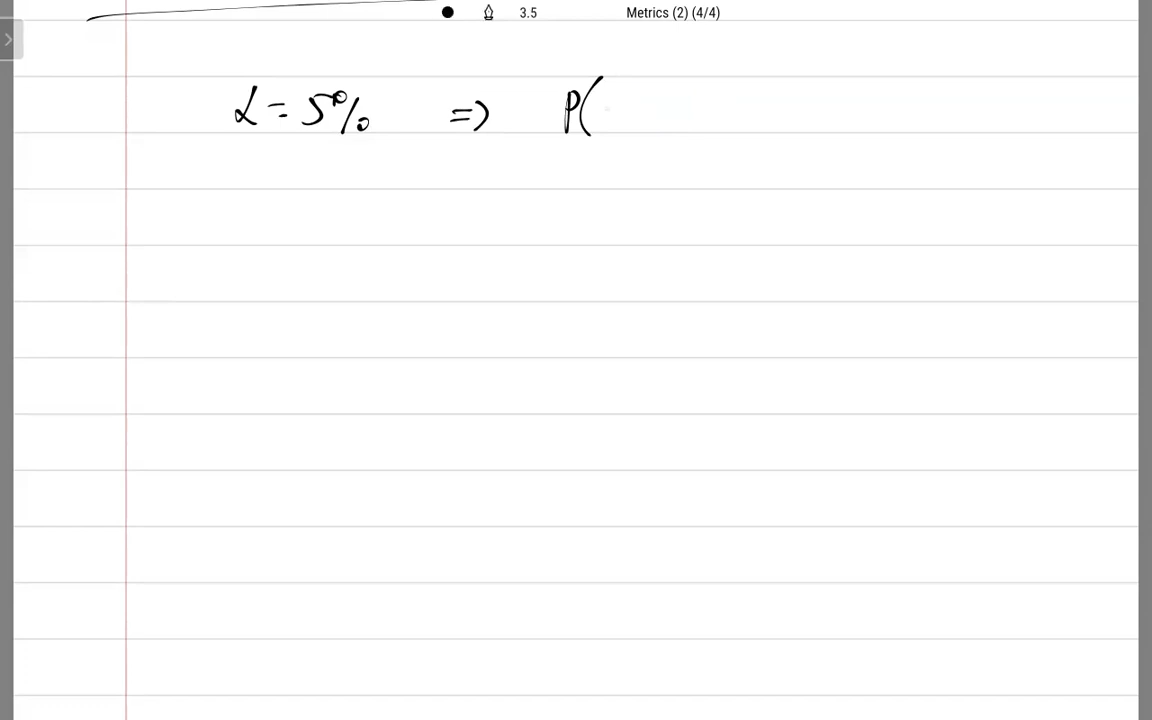 3.5 Metrics (2) (4/4)
α = 5% => P(